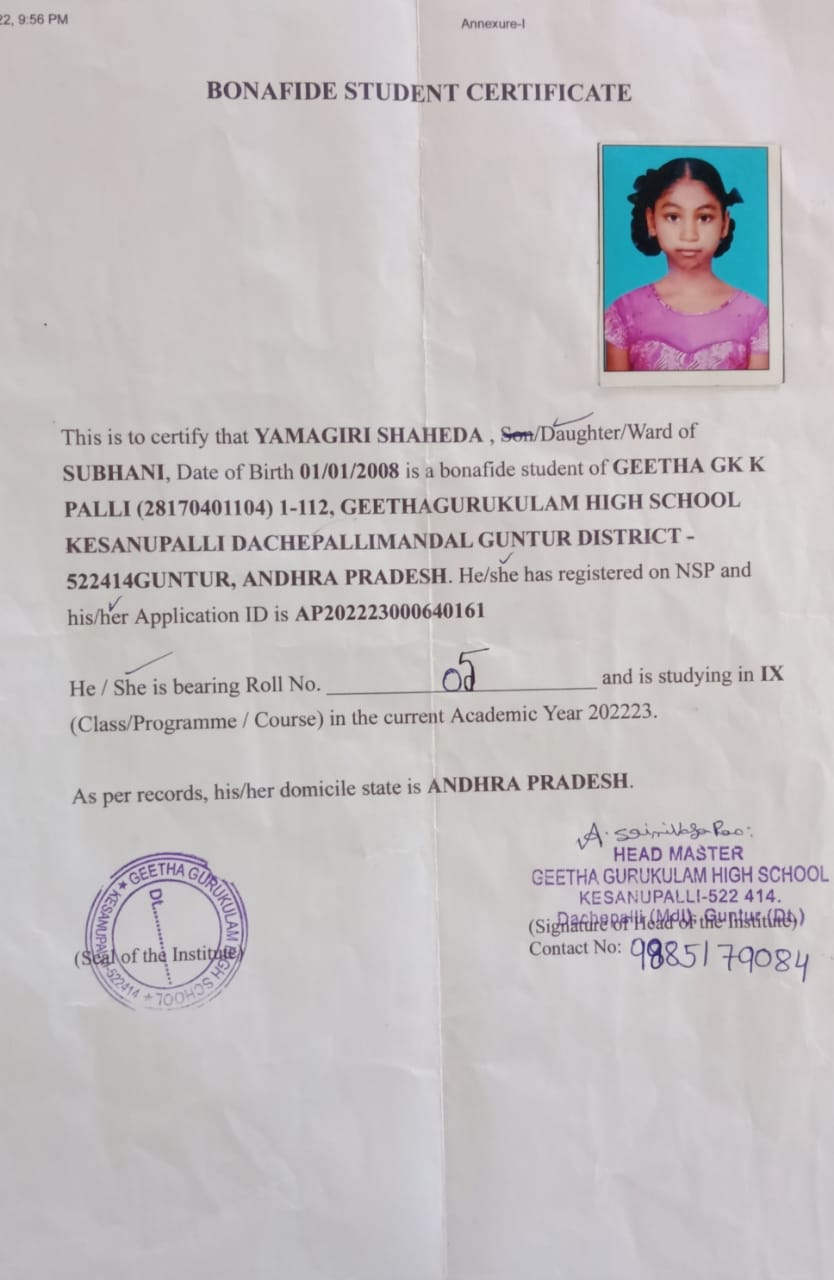 22, 9:56 PM
Annexure-I
BONAFIDE STUDENT CERTIFICATE
This is to certify that YAMAGIRI SHAHEDA , Son/Daughter/Ward of
SUBHANI, Date of Birth 01/01/2008 is a bonafide student of GEETHA GK K
PALLI (28170401104) 1-112, GEETHAGURUKULAM HIGH SCHOOL
KESANUPALLI DACHEPALLIMANDAL GUNTUR DISTRICT -
522414GUNTUR, ANDHRA PRADESH. He/she has registered on NSP and
his/her Application ID is AP202223000640161
He / She is bearing Roll No. 05 and is studying in IX
(Class/Programme / Course) in the current Academic Year 202223.
As per records, his/her domicile state is ANDHRA PRADESH.
HEAD MASTER
GEETHA GURUKULAM HIGH SCHOOL
KESANUPALLI-522 414.
Dachepalli (Mdl), Guntur (Dt.)
(Signature of Head of the Institute)
Contact No: 9885179084
★ GEETHA GURUKULAM HIGH SCHOOL ★ KESANUPALLI-522414
Dt.
(Seal of the Institute)